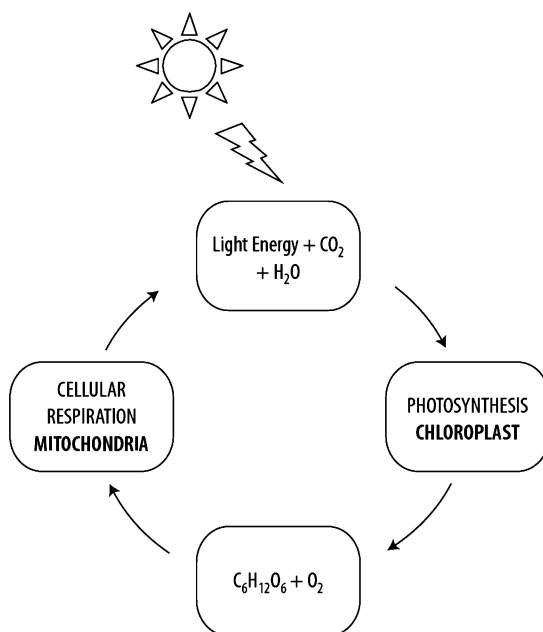 Light Energy + CO₂
+ H₂O
PHOTOSYNTHESIS
CHLOROPLAST
C₆H₁₂O₆ + O₂
CELLULAR
RESPIRATION
MITOCHONDRIA